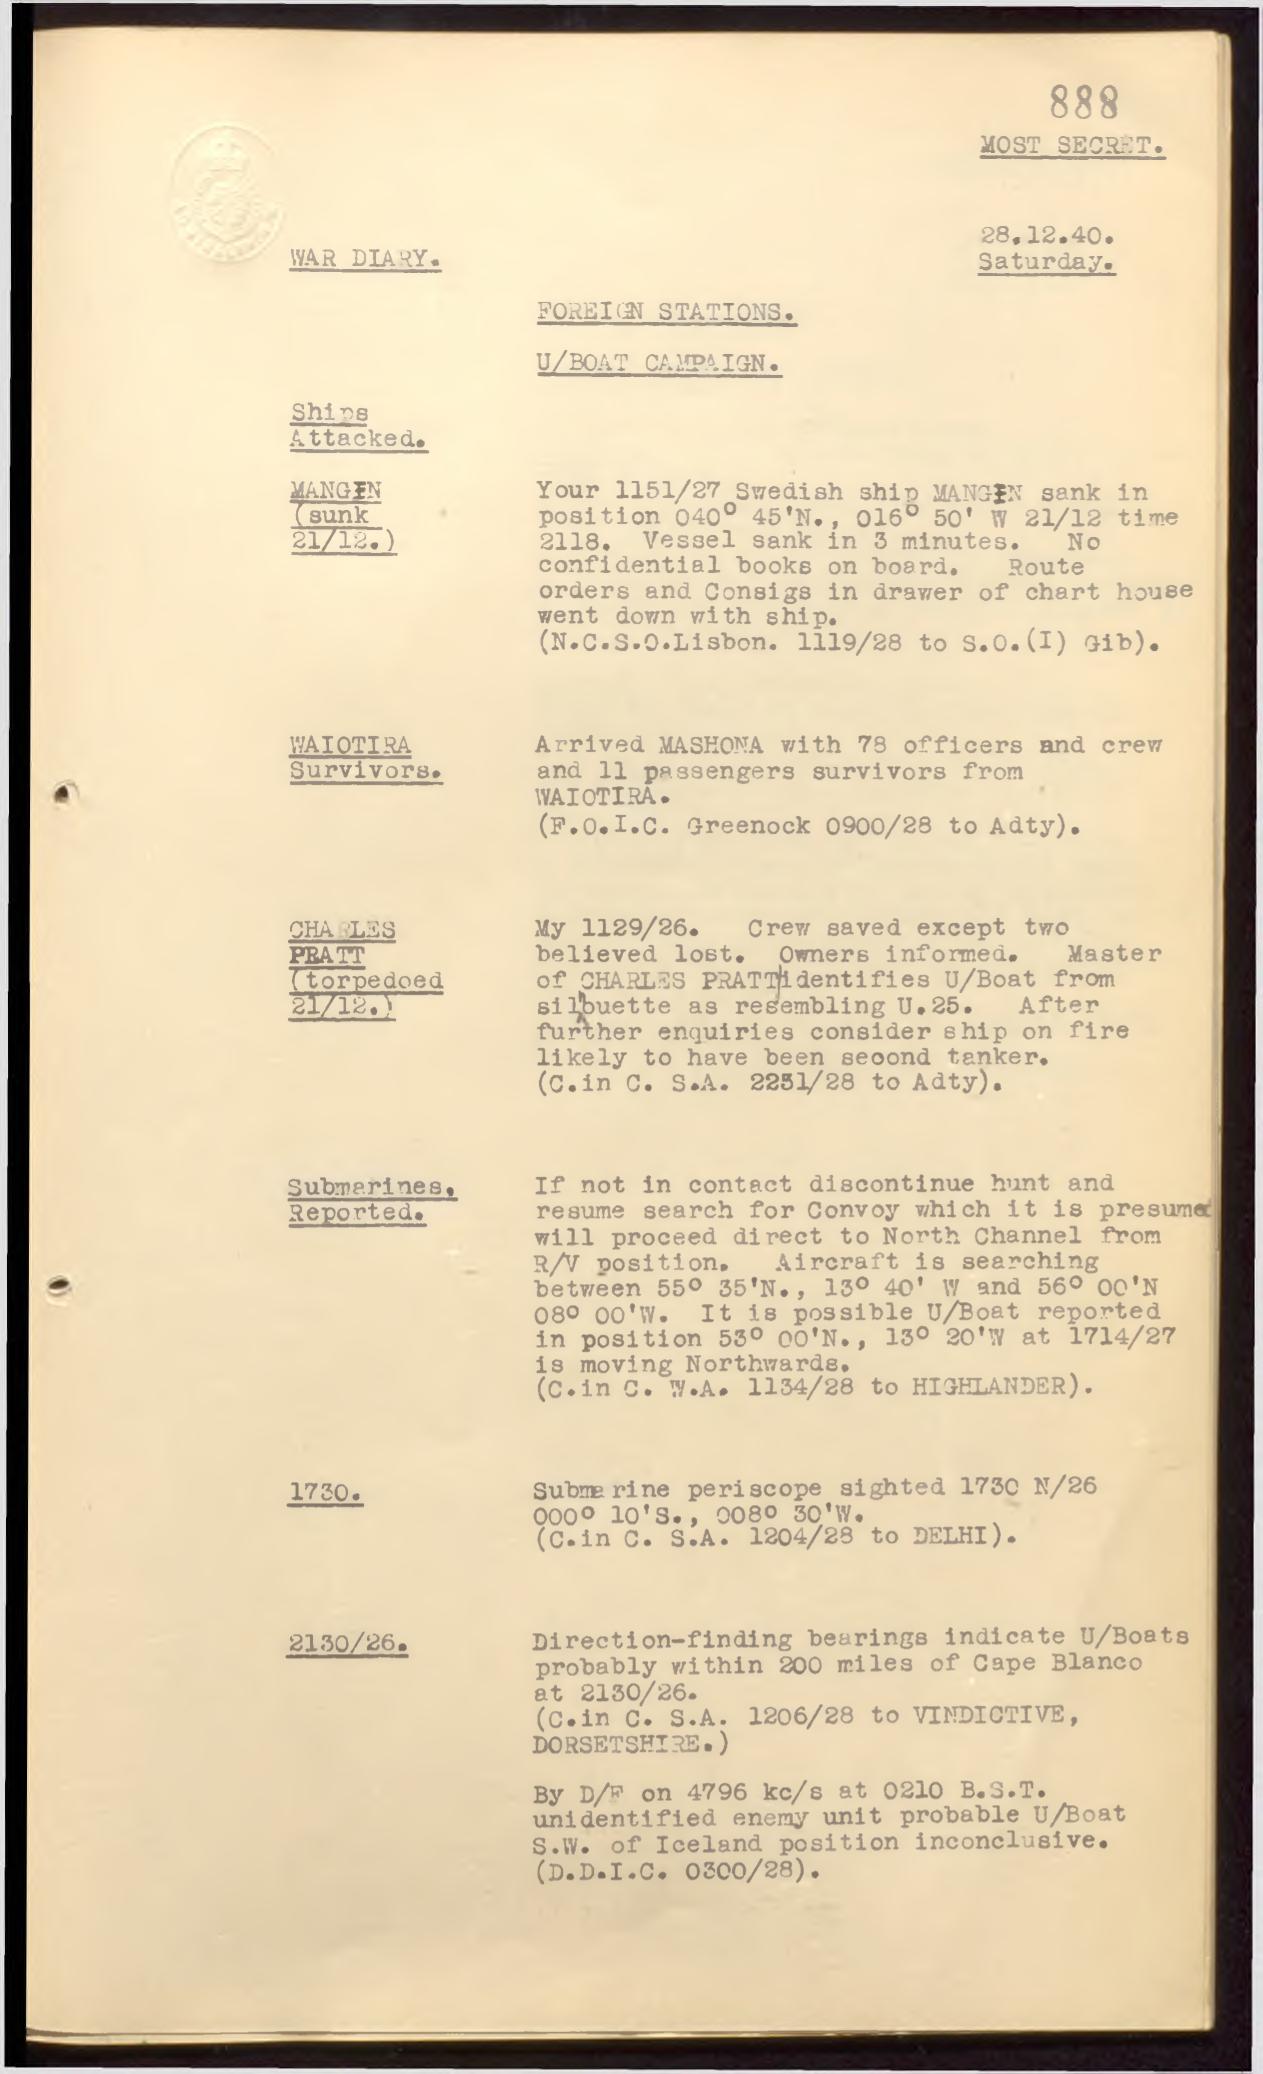 888
MOST SECRET.
28.12.40.
Saturday.
WAR DIARY.
FOREIGN STATIONS.
U/BOAT CAMPAIGN.
Ships
Attacked.
MANGEN
(sunk
21/12.)
Your 1151/27 Swedish ship MANGEN sank in
position 040° 45'N., 016° 50' W 21/12 time
2118. Vessel sank in 3 minutes. No
confidential books on board. Route
orders and Consigs in drawer of chart house
went down with ship.
(N.C.S.O.Lisbon. 1119/28 to S.O.(I) Gib).
WAIOTIRA
Survivors.
Arrived MASHONA with 78 officers and crew
and 11 passengers survivors from
WAIOTIRA.
(F.O.I.C. Greenock 0900/28 to Adty).
CHARLES
PRATT
(torpedoed
21/12.)
My 1129/26. Crew saved except two
believed lost. Owners informed. Master
of CHARLES PRATT|identifies U/Boat from
silbuette as resembling U.25. After
further enquiries consider ship on fire
likely to have been seoond tanker.
(C.in C. S.A. 2251/28 to Adty).
Submarines.
Reported.
If not in contact discontinue hunt and
resume search for Convoy which it is presumed
will proceed direct to North Channel from
R/V position. Aircraft is searching
between 55° 35'N., 13° 40' W and 56° 00'N
08° 00'W. It is possible U/Boat reported
in position 53° 00'N., 13° 20'W at 1714/27
is moving Northwards.
(C.in C. W.A. 1134/28 to HIGHLANDER).
1730.
Submarine periscope sighted 1730 N/26
000° 10'S., 008° 30'W.
(C.in C. S.A. 1204/28 to DELHI).
2130/26.
Direction-finding bearings indicate U/Boats
probably within 200 miles of Cape Blanco
at 2130/26.
(C.in C. S.A. 1206/28 to VINDICTIVE,
DORSETSHIRE.)
By D/F on 4796 kc/s at 0210 B.S.T.
unidentified enemy unit probable U/Boat
S.W. of Iceland position inconclusive.
(D.D.I.C. 0300/28).